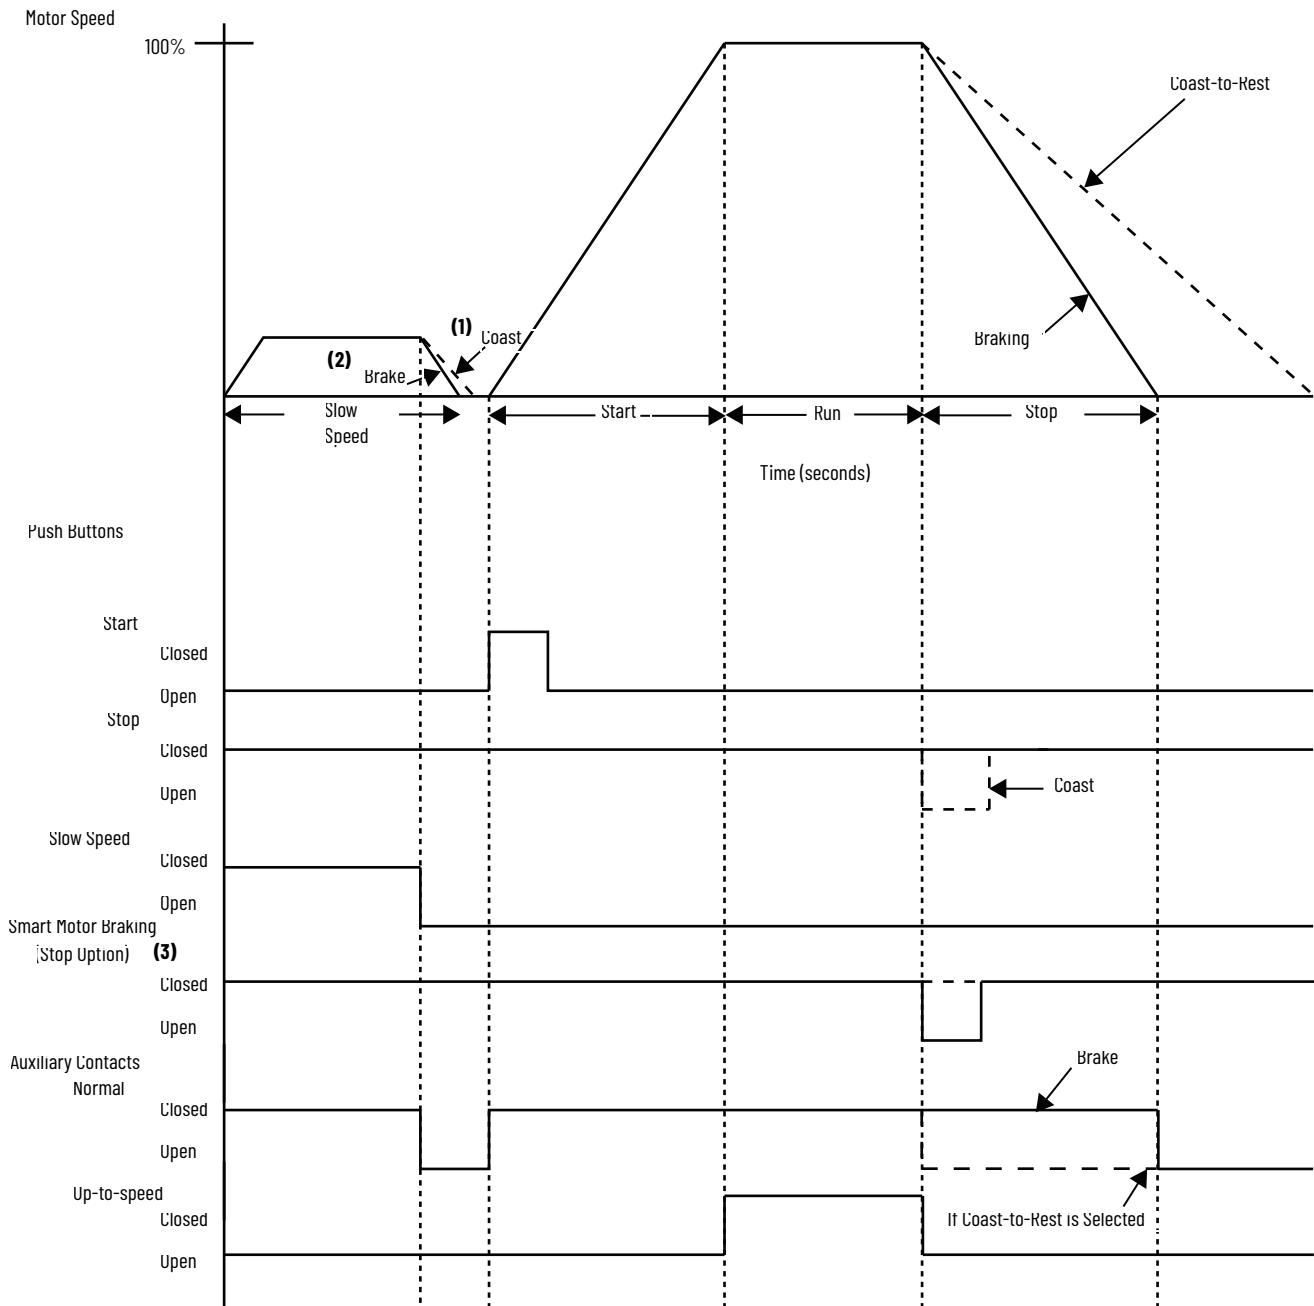 Motor Speed
100%
Coast-to-Rest
(1)
Coast
Braking
(2)
Brake
Slow
Speed
Start
Run
Stop
Time (seconds)
Push Buttons
Start
Closed
Open
Stop
Closed
Open
Coast
Slow Speed
Closed
Open
Smart Motor Braking
(Stop Option) (3)
Closed
Open
Auxiliary Contacts
Normal
Brake
Closed
Open
Up-to-speed
Closed
If Coast-to-Rest is Selected
Open